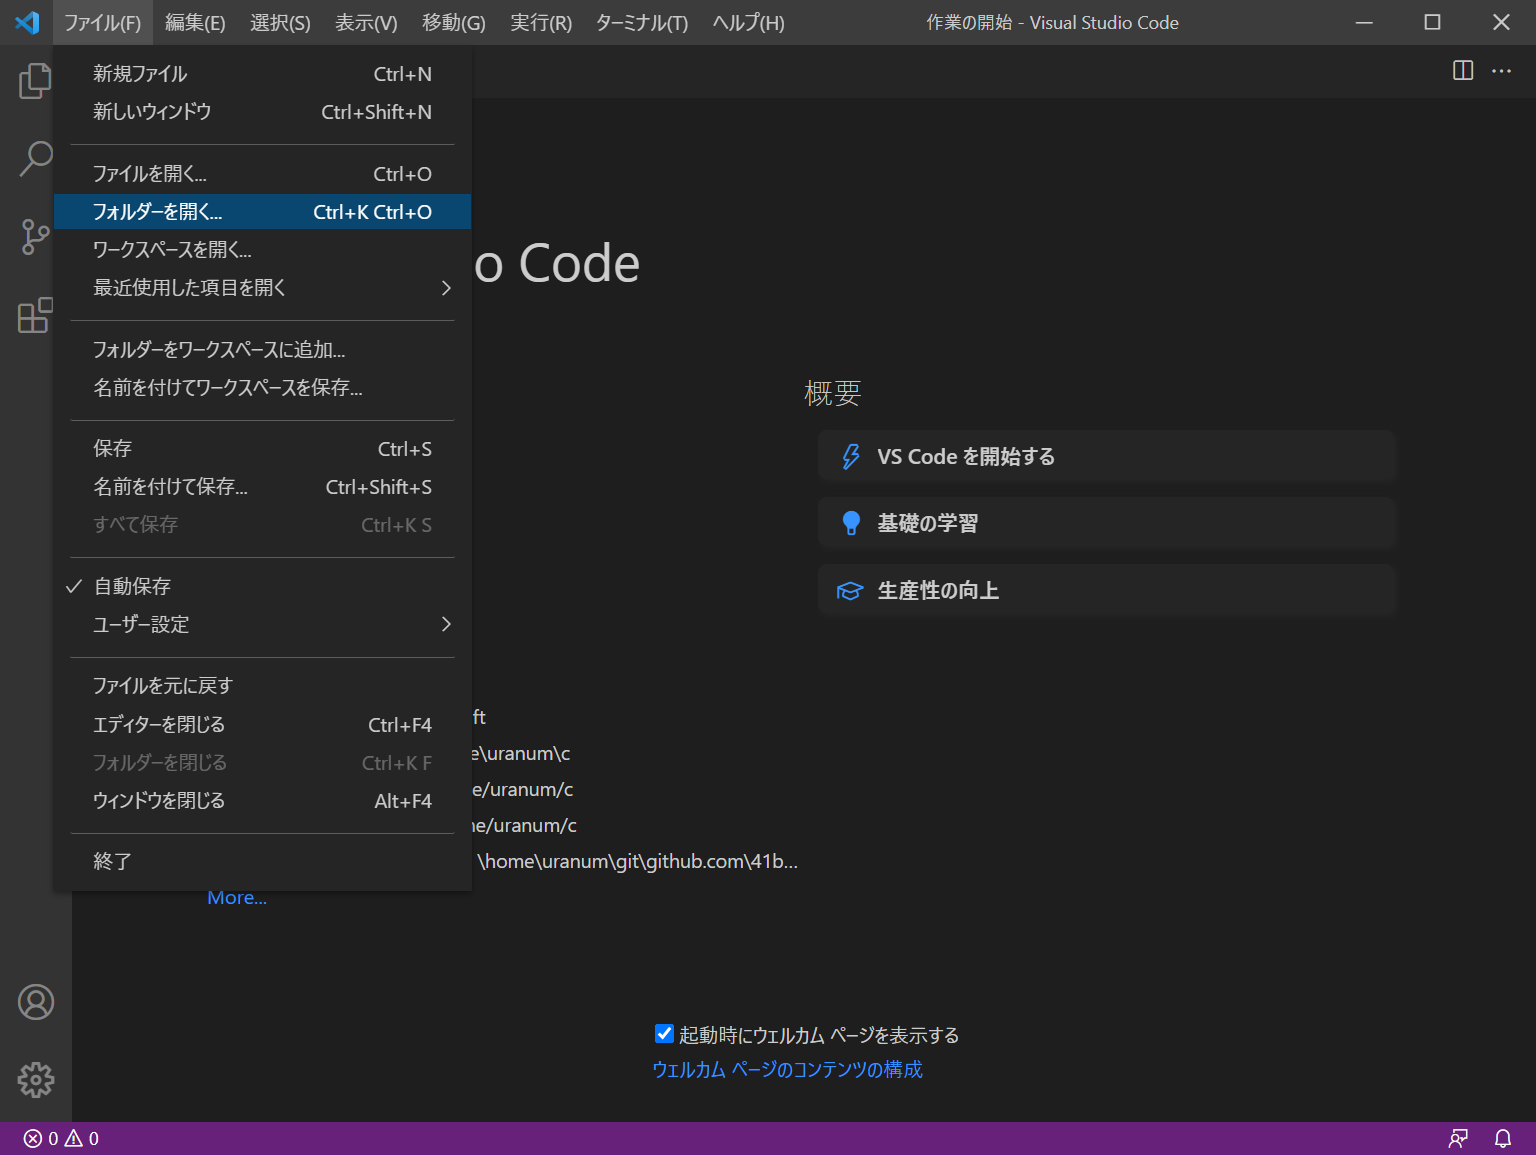 ファイル(F) 編集(E) 選択(S) 表示(V) 移動(G) 実行(R) ターミナル(T) ヘルプ(H) 作業の開始 - Visual Studio Code
新規ファイル Ctrl+N
新しいウィンドウ Ctrl+Shift+N
ファイルを開く... Ctrl+O
フォルダーを開く... Ctrl+K Ctrl+O
ワークスペースを開く...
最近使用した項目を開く
フォルダーをワークスペースに追加...
名前を付けてワークスペースを保存...
保存 Ctrl+S
名前を付けて保存... Ctrl+Shift+S
すべて保存 Ctrl+K S
自動保存
ユーザー設定
ファイルを元に戻す
エディターを閉じる Ctrl+F4
フォルダーを閉じる Ctrl+K F
ウィンドウを閉じる Alt+F4
終了
o Code
概要
VS Code を開始する
基礎の学習
生産性の向上
ft
e\uranum\c
e/uranum/c
ne/uranum/c
\home\uranum\git\github.com\41b...
More...
起動時にウェルカム ページを表示する
ウェルカム ページのコンテンツの構成
0 0